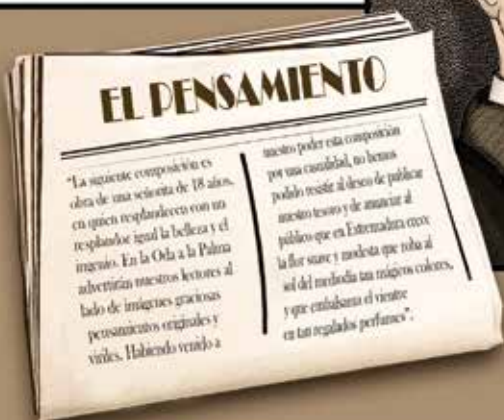 EL PENSAMIENTO
"La siguiente composición es
obra de una señorita de 18 años,
en quien resplandecen con un
resplandor igual la belleza y el
ingenio. En la Oda a la Palma
advertirán nuestros lectores al
lado de imágenes graciosas
pensamientos originales y
viriles. Habiendo venido a
nuestro poder esta composición
por una casualidad, no hemos
podido resistir al deseo de publicar
nuestro tesoro y de anunciar al
público que en Extremadura crece
la flor suave y modesta que roba al
sol del mediodía tan mágicos colores,
y que embalsama el vientre
en tan regalados perfumes".